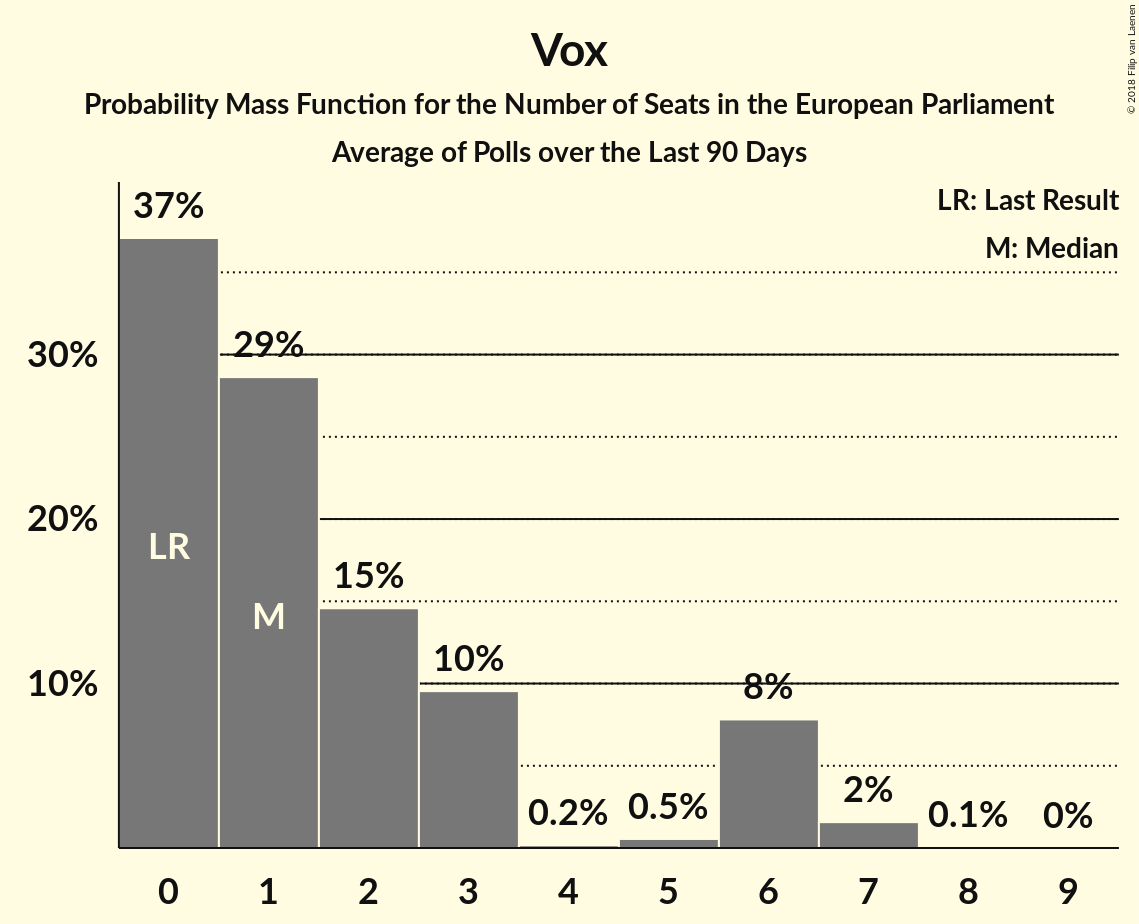 Vox
Probability Mass Function for the Number of Seats in the European Parliament
Average of Polls over the Last 90 Days
© 2018 Filip van Laenen
LR: Last Result
M: Median
37%
29%
15%
10%
0.2%
0.5%
8%
2%
0.1%
0%
30%
20%
10%
LR
M
0 1 2 3 4 5 6 7 8 9